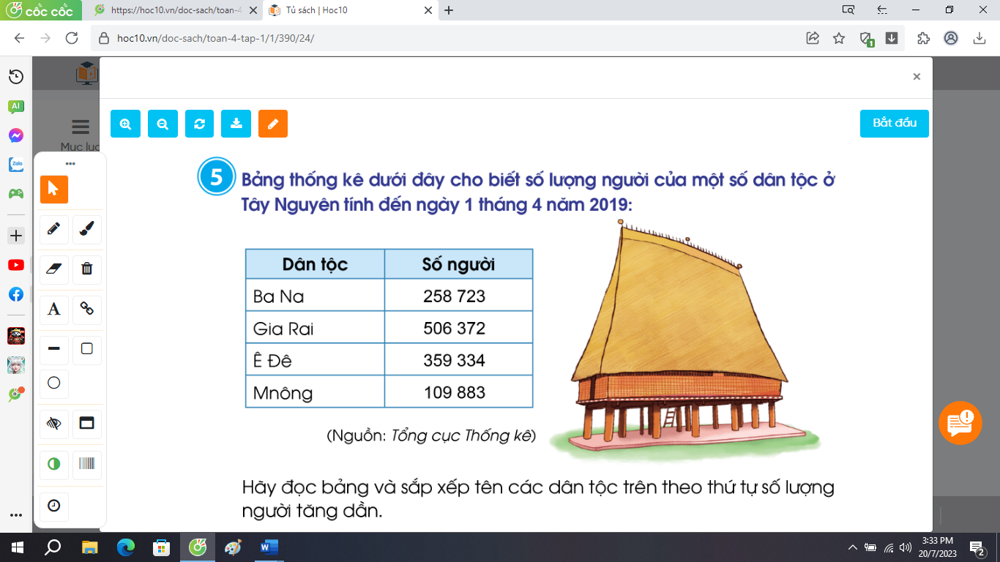 cốc cốc
https://hoc10.vn/doc-sach/toan-4
Tủ sách | Hoc10
hoc10.vn/doc-sach/toan-4-tap-1/1/390/24/
1
AI
Zalo
Mục lục
Bắt đầu
5
Bảng thống kê dưới đây cho biết số lượng người của một số dân tộc ở
Tây Nguyên tính đến ngày 1 tháng 4 năm 2019:
Dân tộc Số người
Ba Na 258 723
Gia Rai 506 372
Ê Đê 359 334
Mnông 109 883
(Nguồn: Tổng cục Thống kê)
Hãy đọc bảng và sắp xếp tên các dân tộc trên theo thứ tự số lượng
người tăng dần.
A
W
3:33 PM
20/7/2023
2